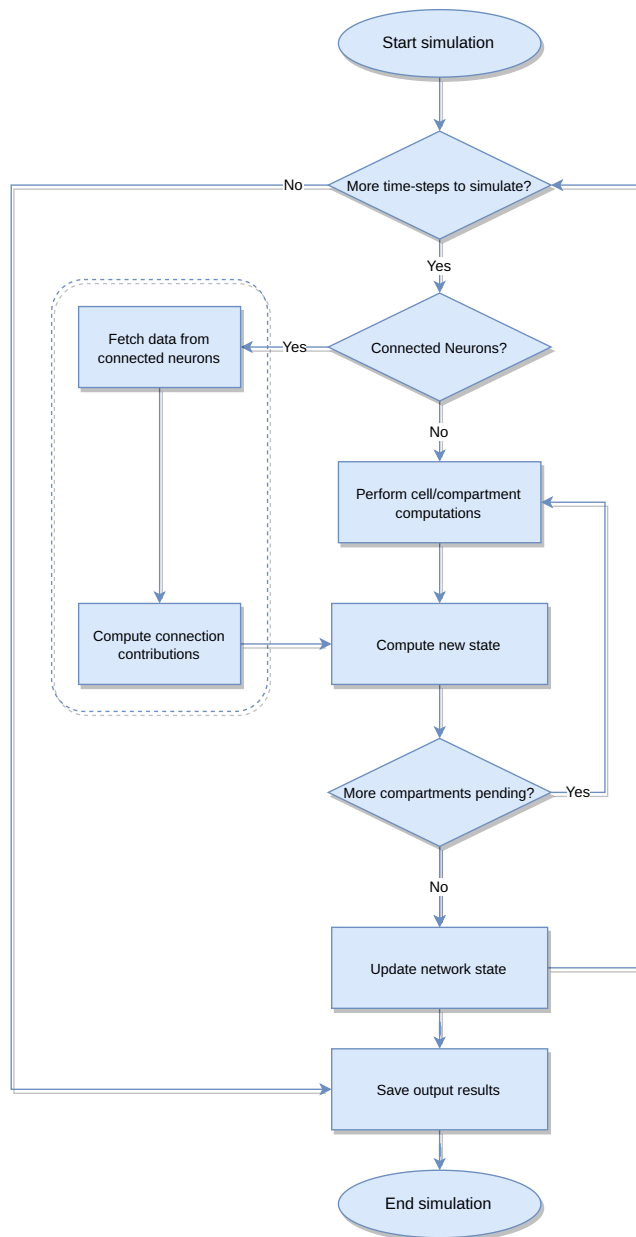 Start simulation
More time-steps to simulate?
No
Yes
Connected Neurons?
Yes
Fetch data from
connected neurons
No
Perform cell/compartment
computations
Compute connection
contributions
Compute new state
More compartments pending?
Yes
No
Update network state
Save output results
End simulation